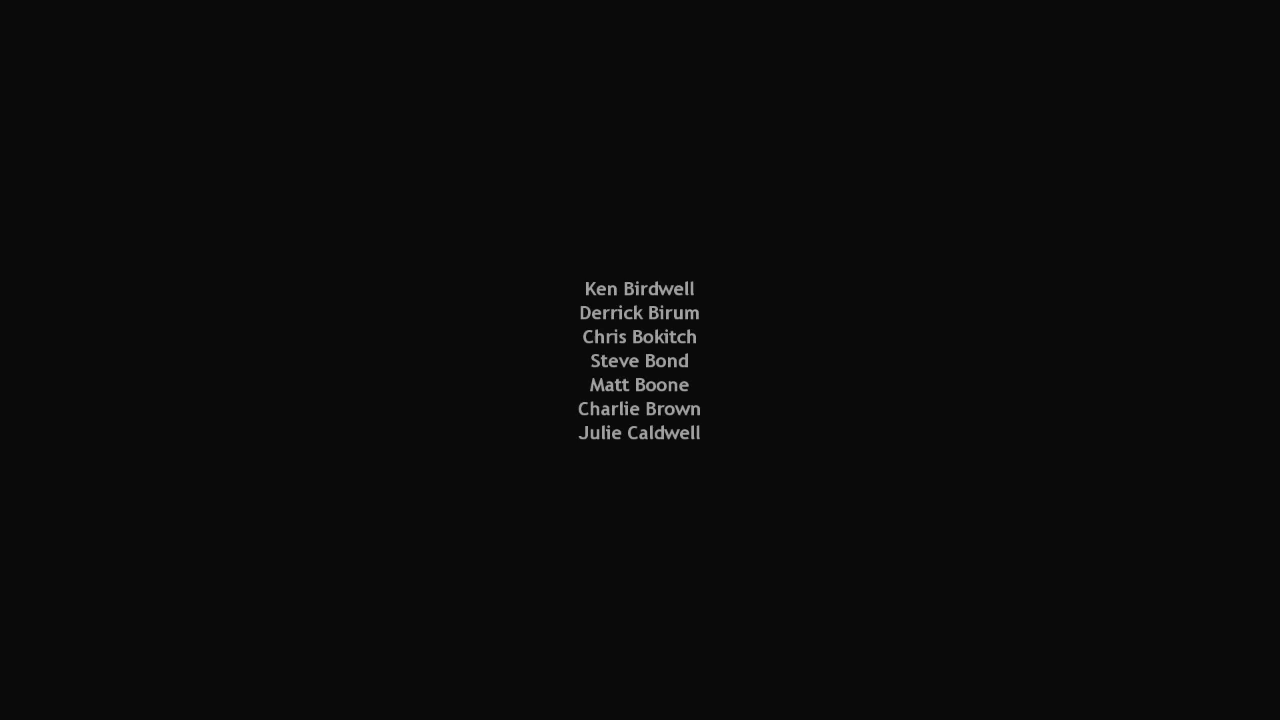 Ken Birdwell
Derrick Birum
Chris Bokitch
Steve Bond
Matt Boone
Charlie Brown
Julie Caldwell